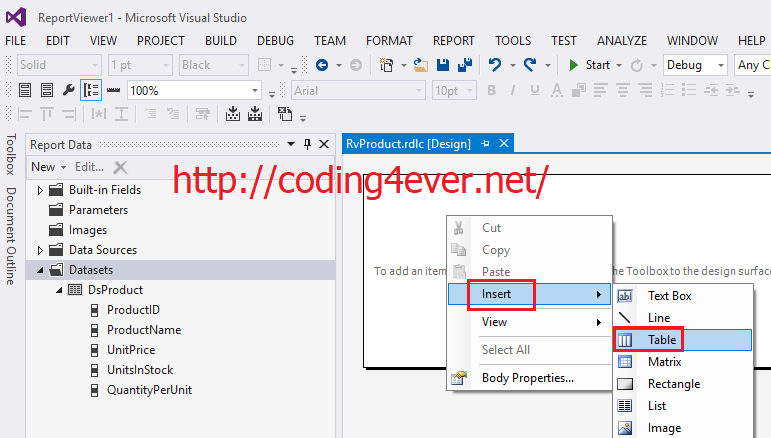 ReportViewer1 - Microsoft Visual Studio
FILE EDIT VIEW PROJECT BUILD DEBUG TEAM FORMAT REPORT TOOLS TEST ANALYZE WINDOW HELP
Solid 1 pt Black Start Debug Any C
100% Arial 10pt B I U A
Toolbox
Document Outline
Report Data
New Edit...
Built-in Fields
Parameters
Images
Data Sources
Datasets
DsProduct
ProductID
ProductName
UnitPrice
UnitsInStock
QuantityPerUnit
RvProduct.rdlc [Design]
http://coding4ever.net/
To add an item the Toolbox to the design surfac
Cut
Copy
Paste
Insert
View
Select All
Body Properties...
ab Text Box
Line
Table
Matrix
Rectangle
List
Image